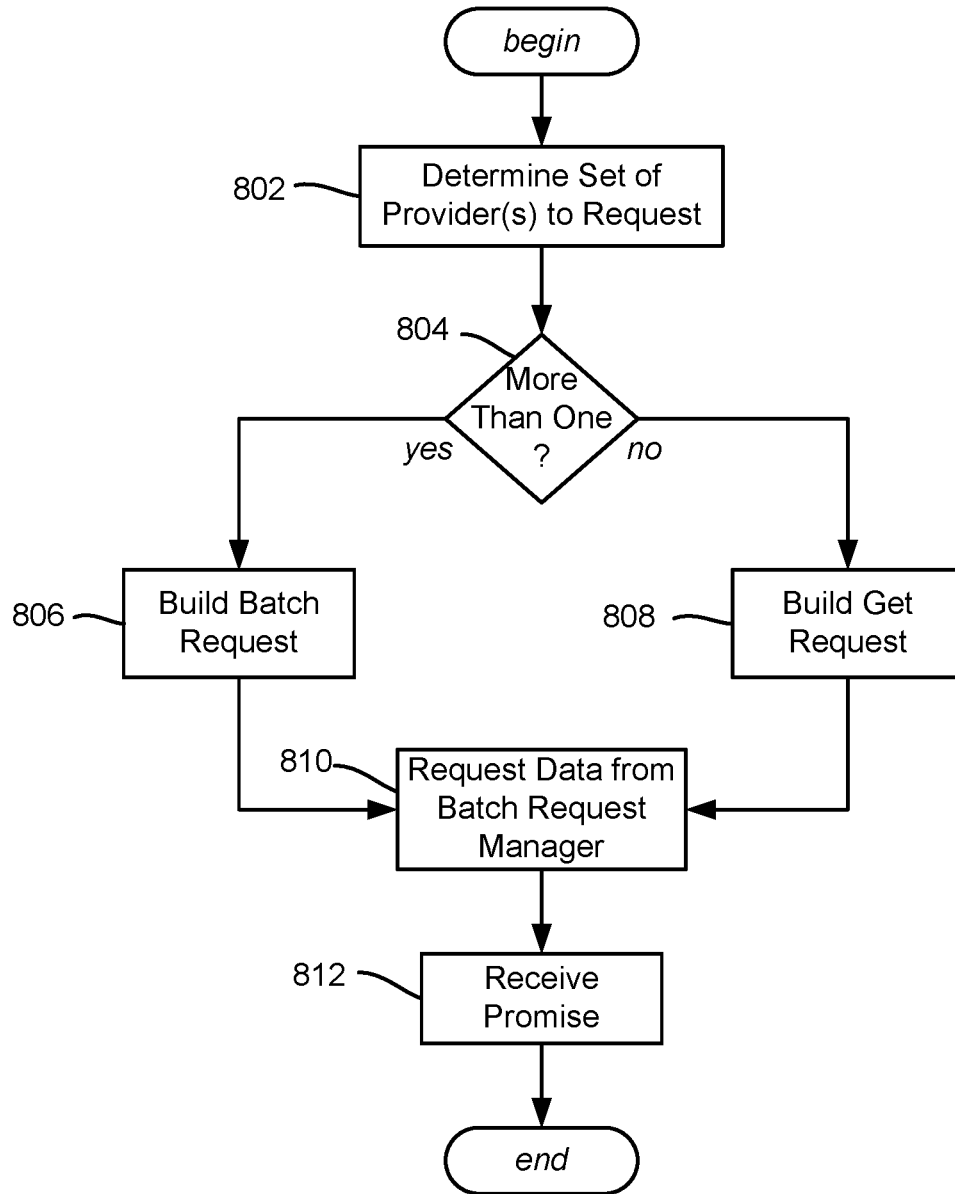 begin
802
Determine Set of
Provider(s) to Request
804
More
Than One
?
yes
no
806
Build Batch
Request
808
Build Get
Request
810
Request Data from
Batch Request
Manager
812
Receive
Promise
end